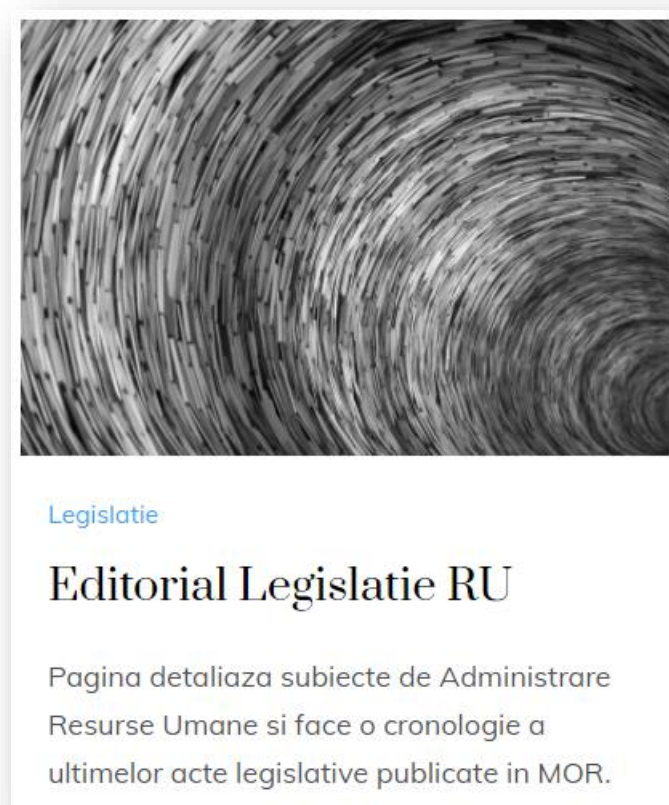 Legislatie
Editorial Legislatie RU
Pagina detaliaza subiecte de Administrare
Resurse Umane si face o cronologie a
ultimelor acte legislative publicate in MOR.